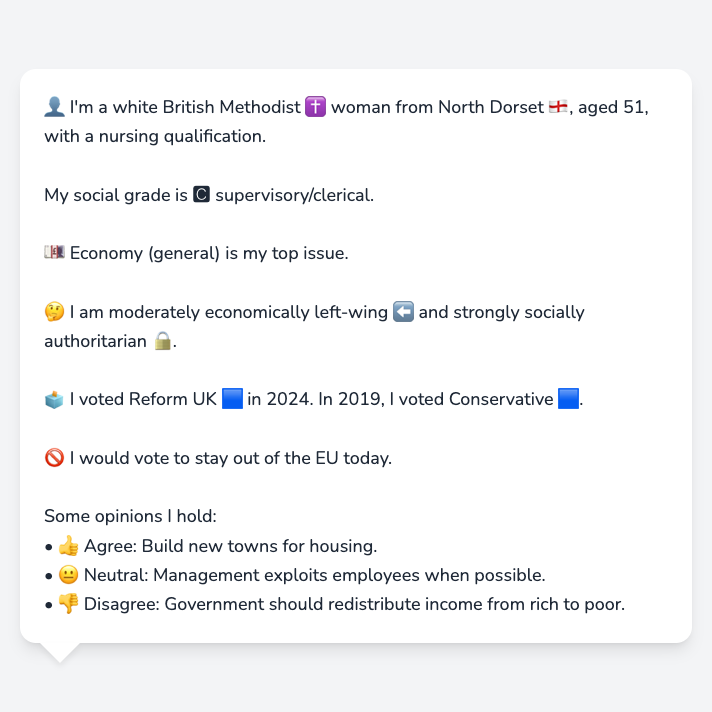 👤 I'm a white British Methodist ✝️ woman from North Dorset 🏴󠁧󠁢󠁥󠁮󠁧󠁿, aged 51,
with a nursing qualification.
My social grade is 🅲 supervisory/clerical.
💷 Economy (general) is my top issue.
🤔 I am moderately economically left-wing ⬅️ and strongly socially
authoritarian 🔒.
🗳️ I voted Reform UK 🟦 in 2024. In 2019, I voted Conservative 🟦.
🚫 I would vote to stay out of the EU today.
Some opinions I hold:
• 👍 Agree: Build new towns for housing.
• 😐 Neutral: Management exploits employees when possible.
• 👎 Disagree: Government should redistribute income from rich to poor.